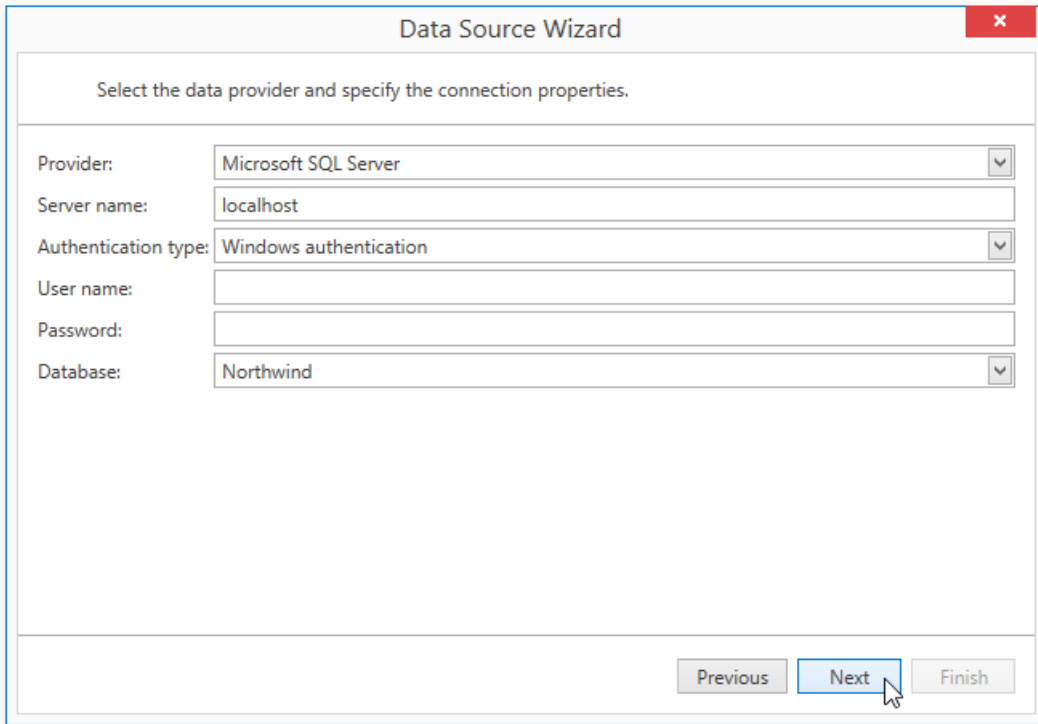 Data Source Wizard
Select the data provider and specify the connection properties.
Provider: Microsoft SQL Server
Server name: localhost
Authentication type: Windows authentication
User name:
Password:
Database: Northwind
Previous Next Finish